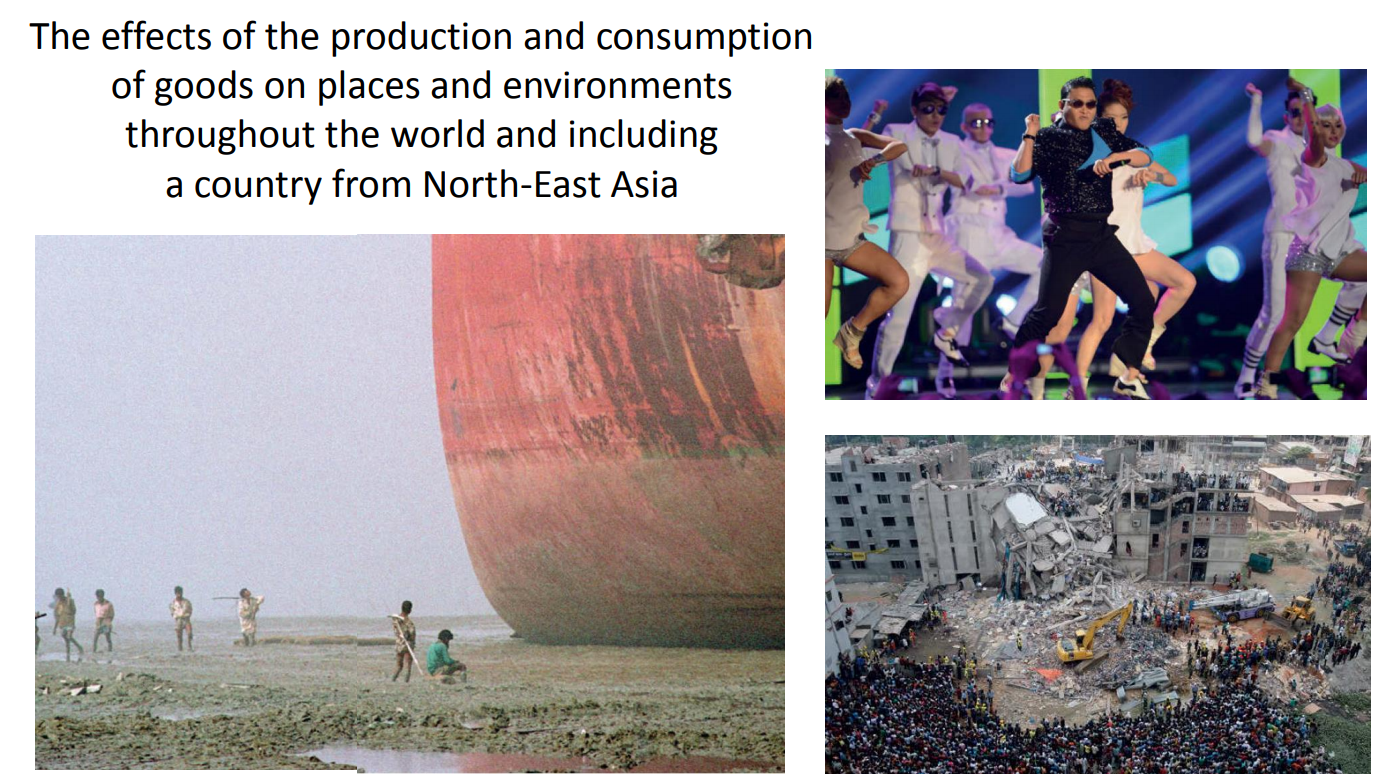 The effects of the production and consumption
of goods on places and environments
throughout the world and including
a country from North-East Asia